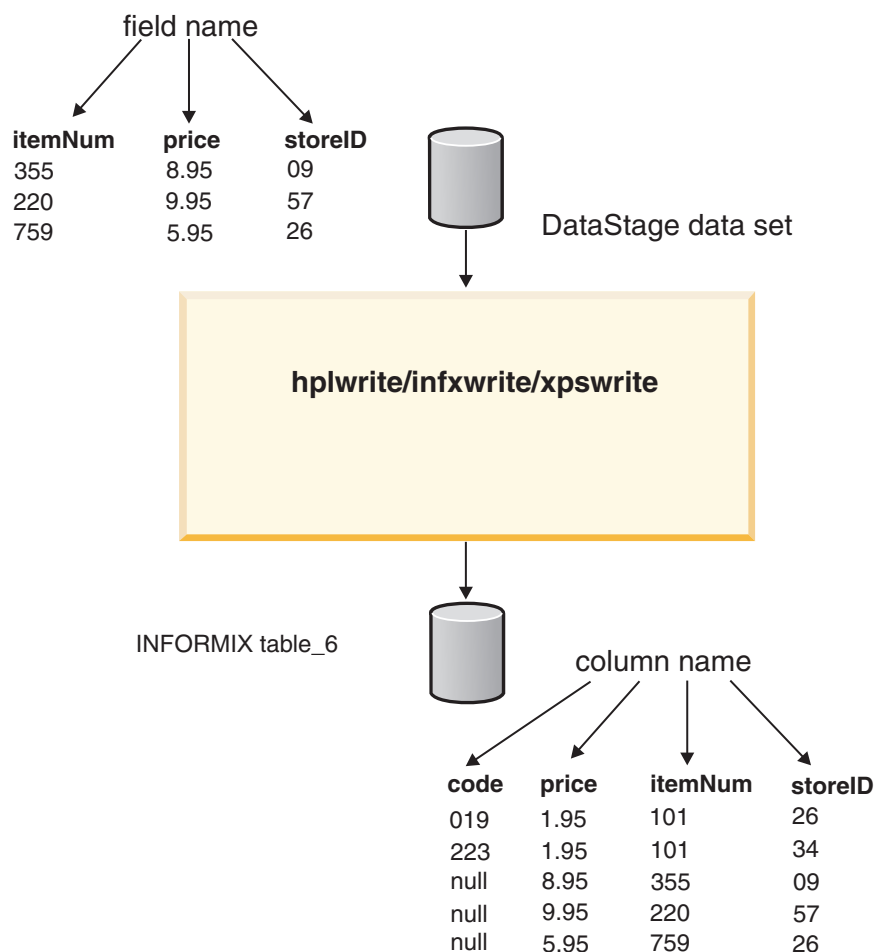 field name
itemNum price storeID
355 8.95 09
220 9.95 57
759 5.95 26
DataStage data set
hplwrite/infxwrite/xpswrite
INFORMIX table_6
column name
code price itemNum storeID
019 1.95 101 26
223 1.95 101 34
null 8.95 355 09
null 9.95 220 57
null 5.95 759 26